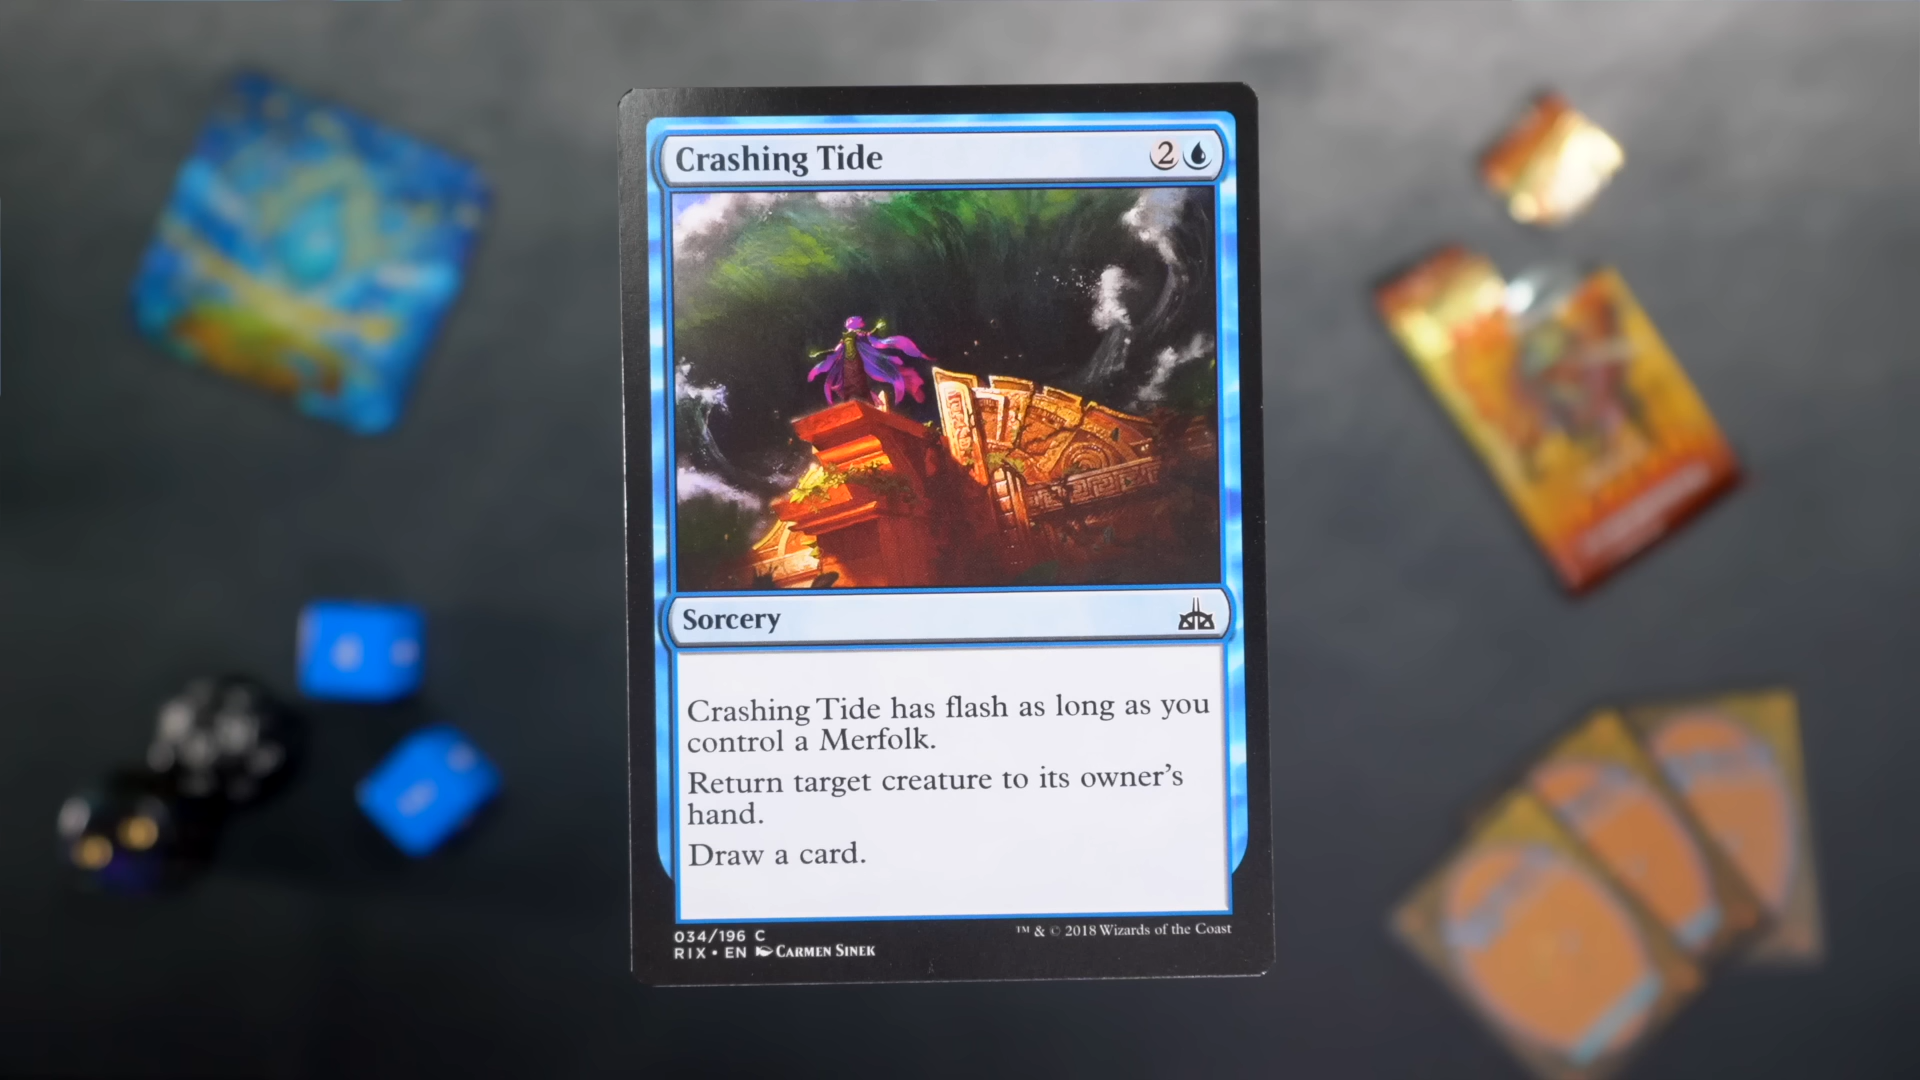 Crashing Tide
2
Sorcery
Crashing Tide has flash as long as you
control a Merfolk.
Return target creature to its owner's
hand.
Draw a card.
034/196 C
RIX • EN CARMEN SINEK
™ & © 2018 Wizards of the Coast